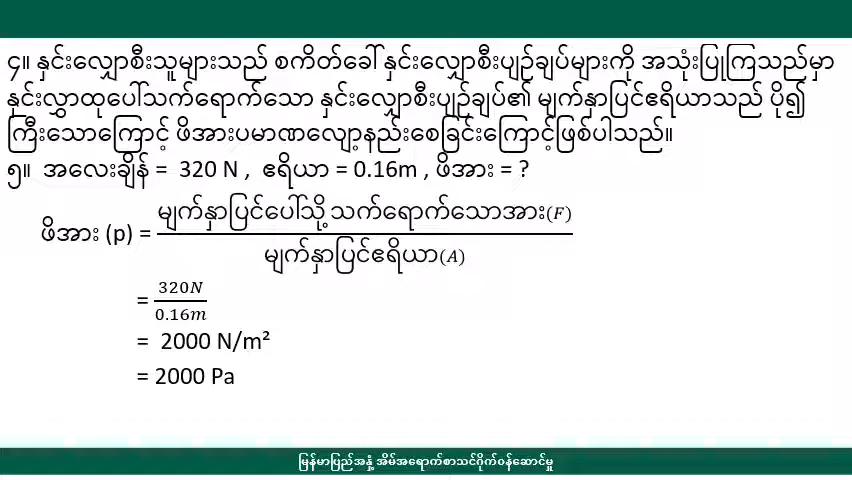 ၄။ နှင်းလျှောစီးသူများသည် စကိတ်ခေါ် နှင်းလျှောစီးပျဉ်ချပ်များကို အသုံးပြုကြသည်မှာ
နှင်းလွှာထုပေါ်သက်ရောက်သော နှင်းလျှောစီးပျဉ်ချပ်၏ မျက်နှာပြင်ဧရိယာသည် ပို၍
ကြီးသောကြောင့် ဖိအားပမာဏလျော့နည်းစေခြင်းကြောင့်ဖြစ်ပါသည်။
၅။ အလေးချိန် = 320 N , ဧရိယာ = 0.16m , ဖိအား = ?
ဖိအား (p) = မျက်နှာပြင်ပေါ်သို့ သက်ရောက်သောအား(F)
မျက်နှာပြင်ဧရိယာ(A)
= 320N
0.16m
= 2000 N/m²
= 2000 Pa
မြန်မာပြည်အနှံ့ အိမ်အရောက်စာသင်ဂိုက်ဝန်ဆောင်မှု